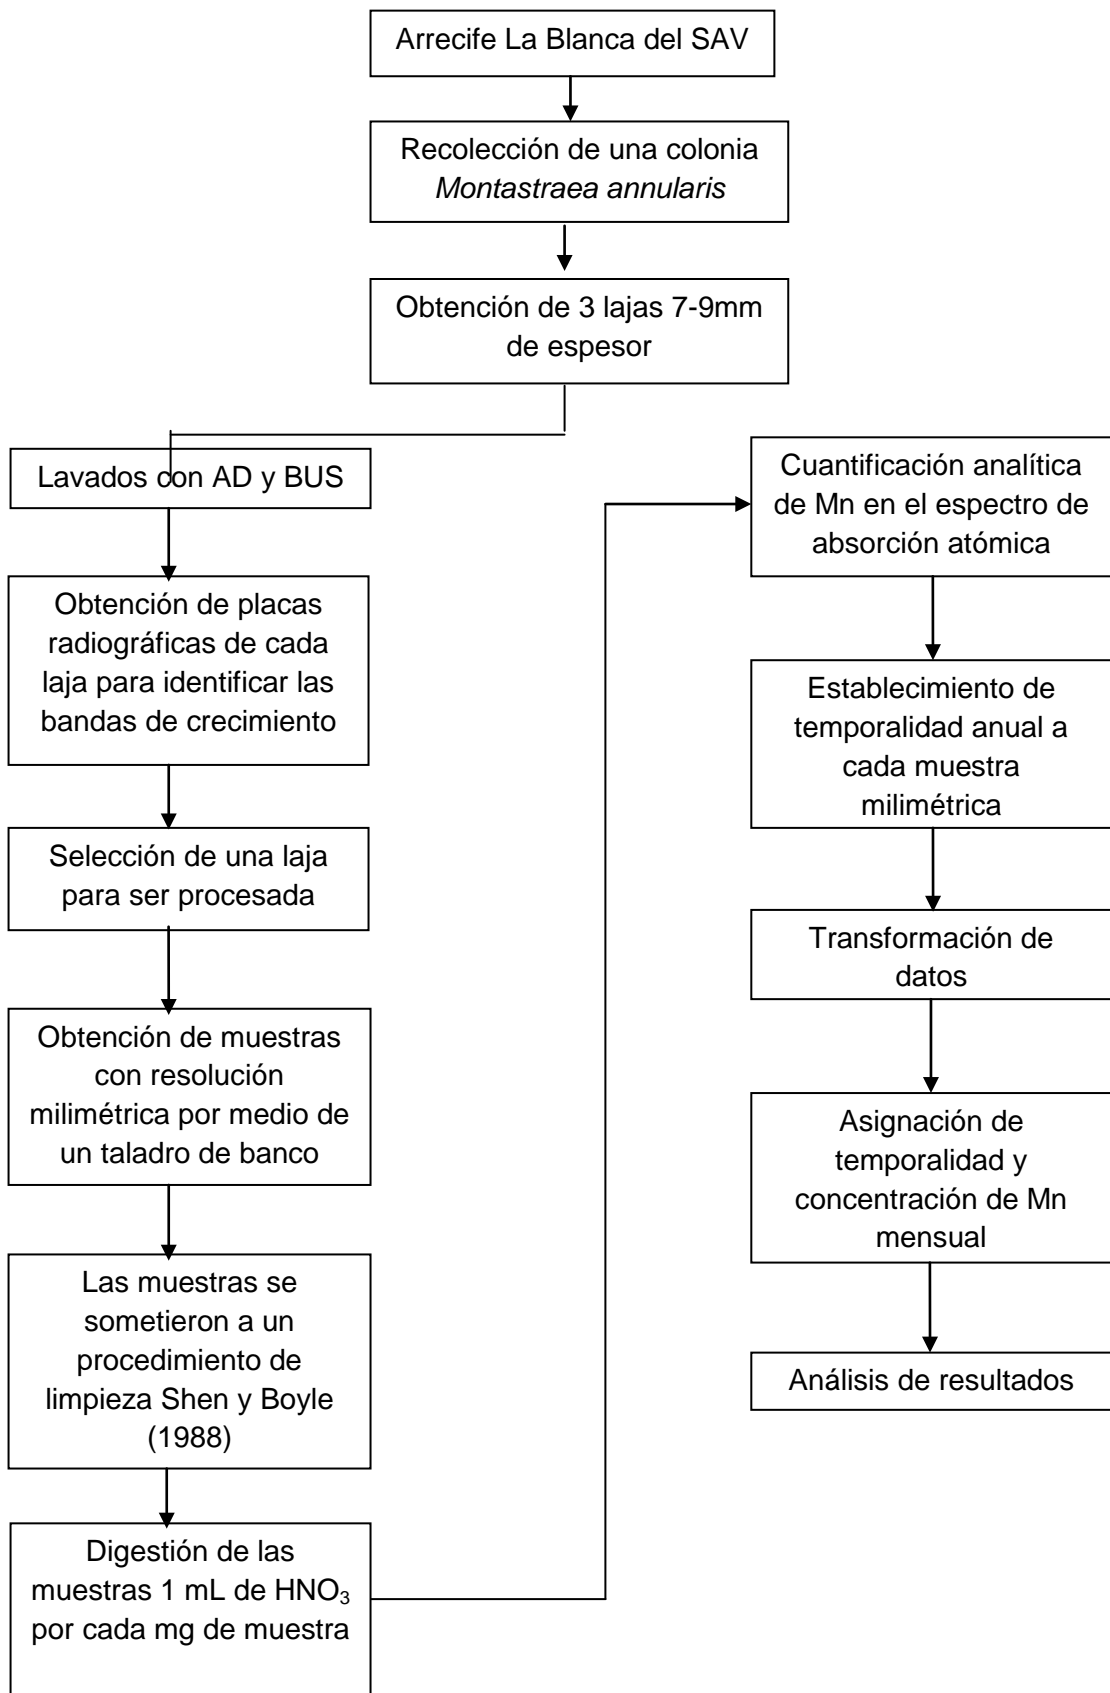 Arrecife La Blanca del SAV
Recolección de una colonia
Montastraea annularis
Obtención de 3 lajas 7-9mm
de espesor
Lavados con AD y BUS
Obtención de placas
radiográficas de cada
laja para identificar las
bandas de crecimiento
Selección de una laja
para ser procesada
Obtención de muestras
con resolución
milimétrica por medio de
un taladro de banco
Las muestras se
sometieron a un
procedimiento de
limpieza Shen y Boyle
(1988)
Digestión de las
muestras 1 mL de HNO₃
por cada mg de muestra
Cuantificación analítica
de Mn en el espectro de
absorción atómica
Establecimiento de
temporalidad anual a
cada muestra
milimétrica
Transformación de
datos
Asignación de
temporalidad y
concentración de Mn
mensual
Análisis de resultados